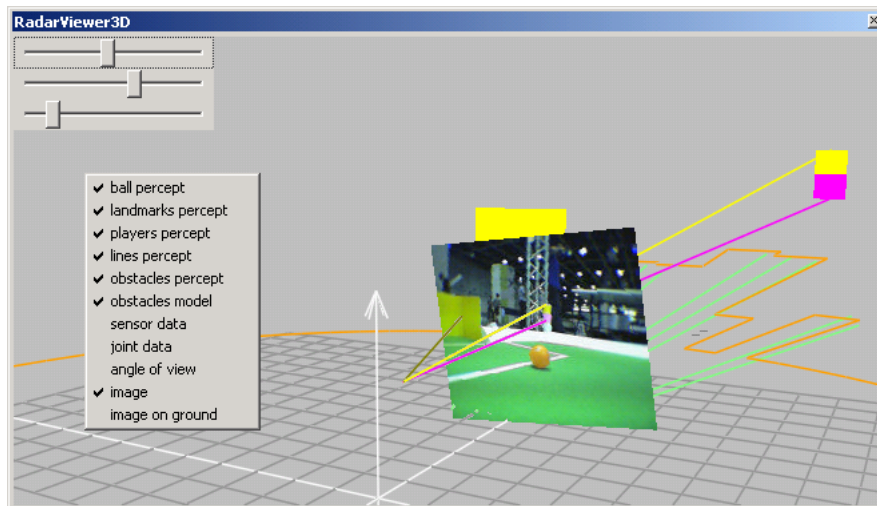 RadarViewer3D
ball percept
landmarks percept
players percept
lines percept
obstacles percept
obstacles model
sensor data
joint data
angle of view
image
image on ground